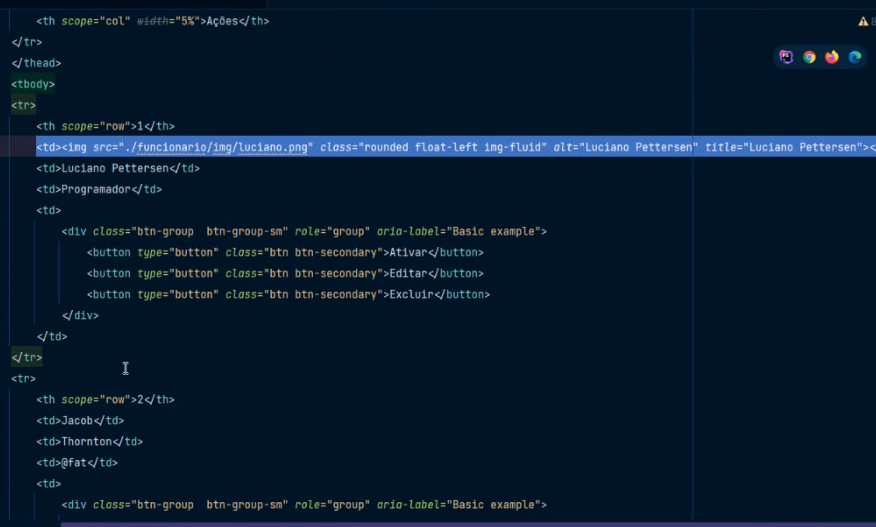 <th scope="col" width="5%">Ações</th>
</tr>
</thead>
<tbody>
<tr>
<th scope="row">1</th>
<td><img src="./funcionario/img/luciano.png" class="rounded float-left img-fluid" alt="Luciano Pettersen" title="Luciano Pettersen"><
<td>Luciano Pettersen</td>
<td>Programador</td>
<td>
<div class="btn-group  btn-group-sm" role="group" aria-label="Basic example">
<button type="button" class="btn btn-secondary">Ativar</button>
<button type="button" class="btn btn-secondary">Editar</button>
<button type="button" class="btn btn-secondary">Excluir</button>
</div>
</td>
</tr>
<tr>
<th scope="row">2</th>
<td>Jacob</td>
<td>Thornton</td>
<td>@fat</td>
<td>
<div class="btn-group  btn-group-sm" role="group" aria-label="Basic example">